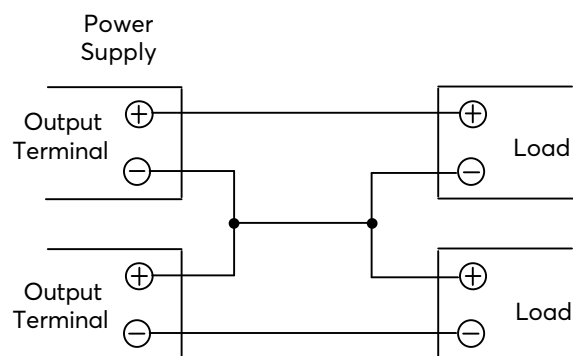 Power
Supply
Output
Terminal
+
−
+
−
Load
Output
Terminal
+
−
+
−
Load